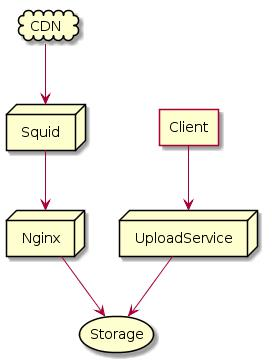 CDN
Squid
Client
Nginx
UploadService
Storage